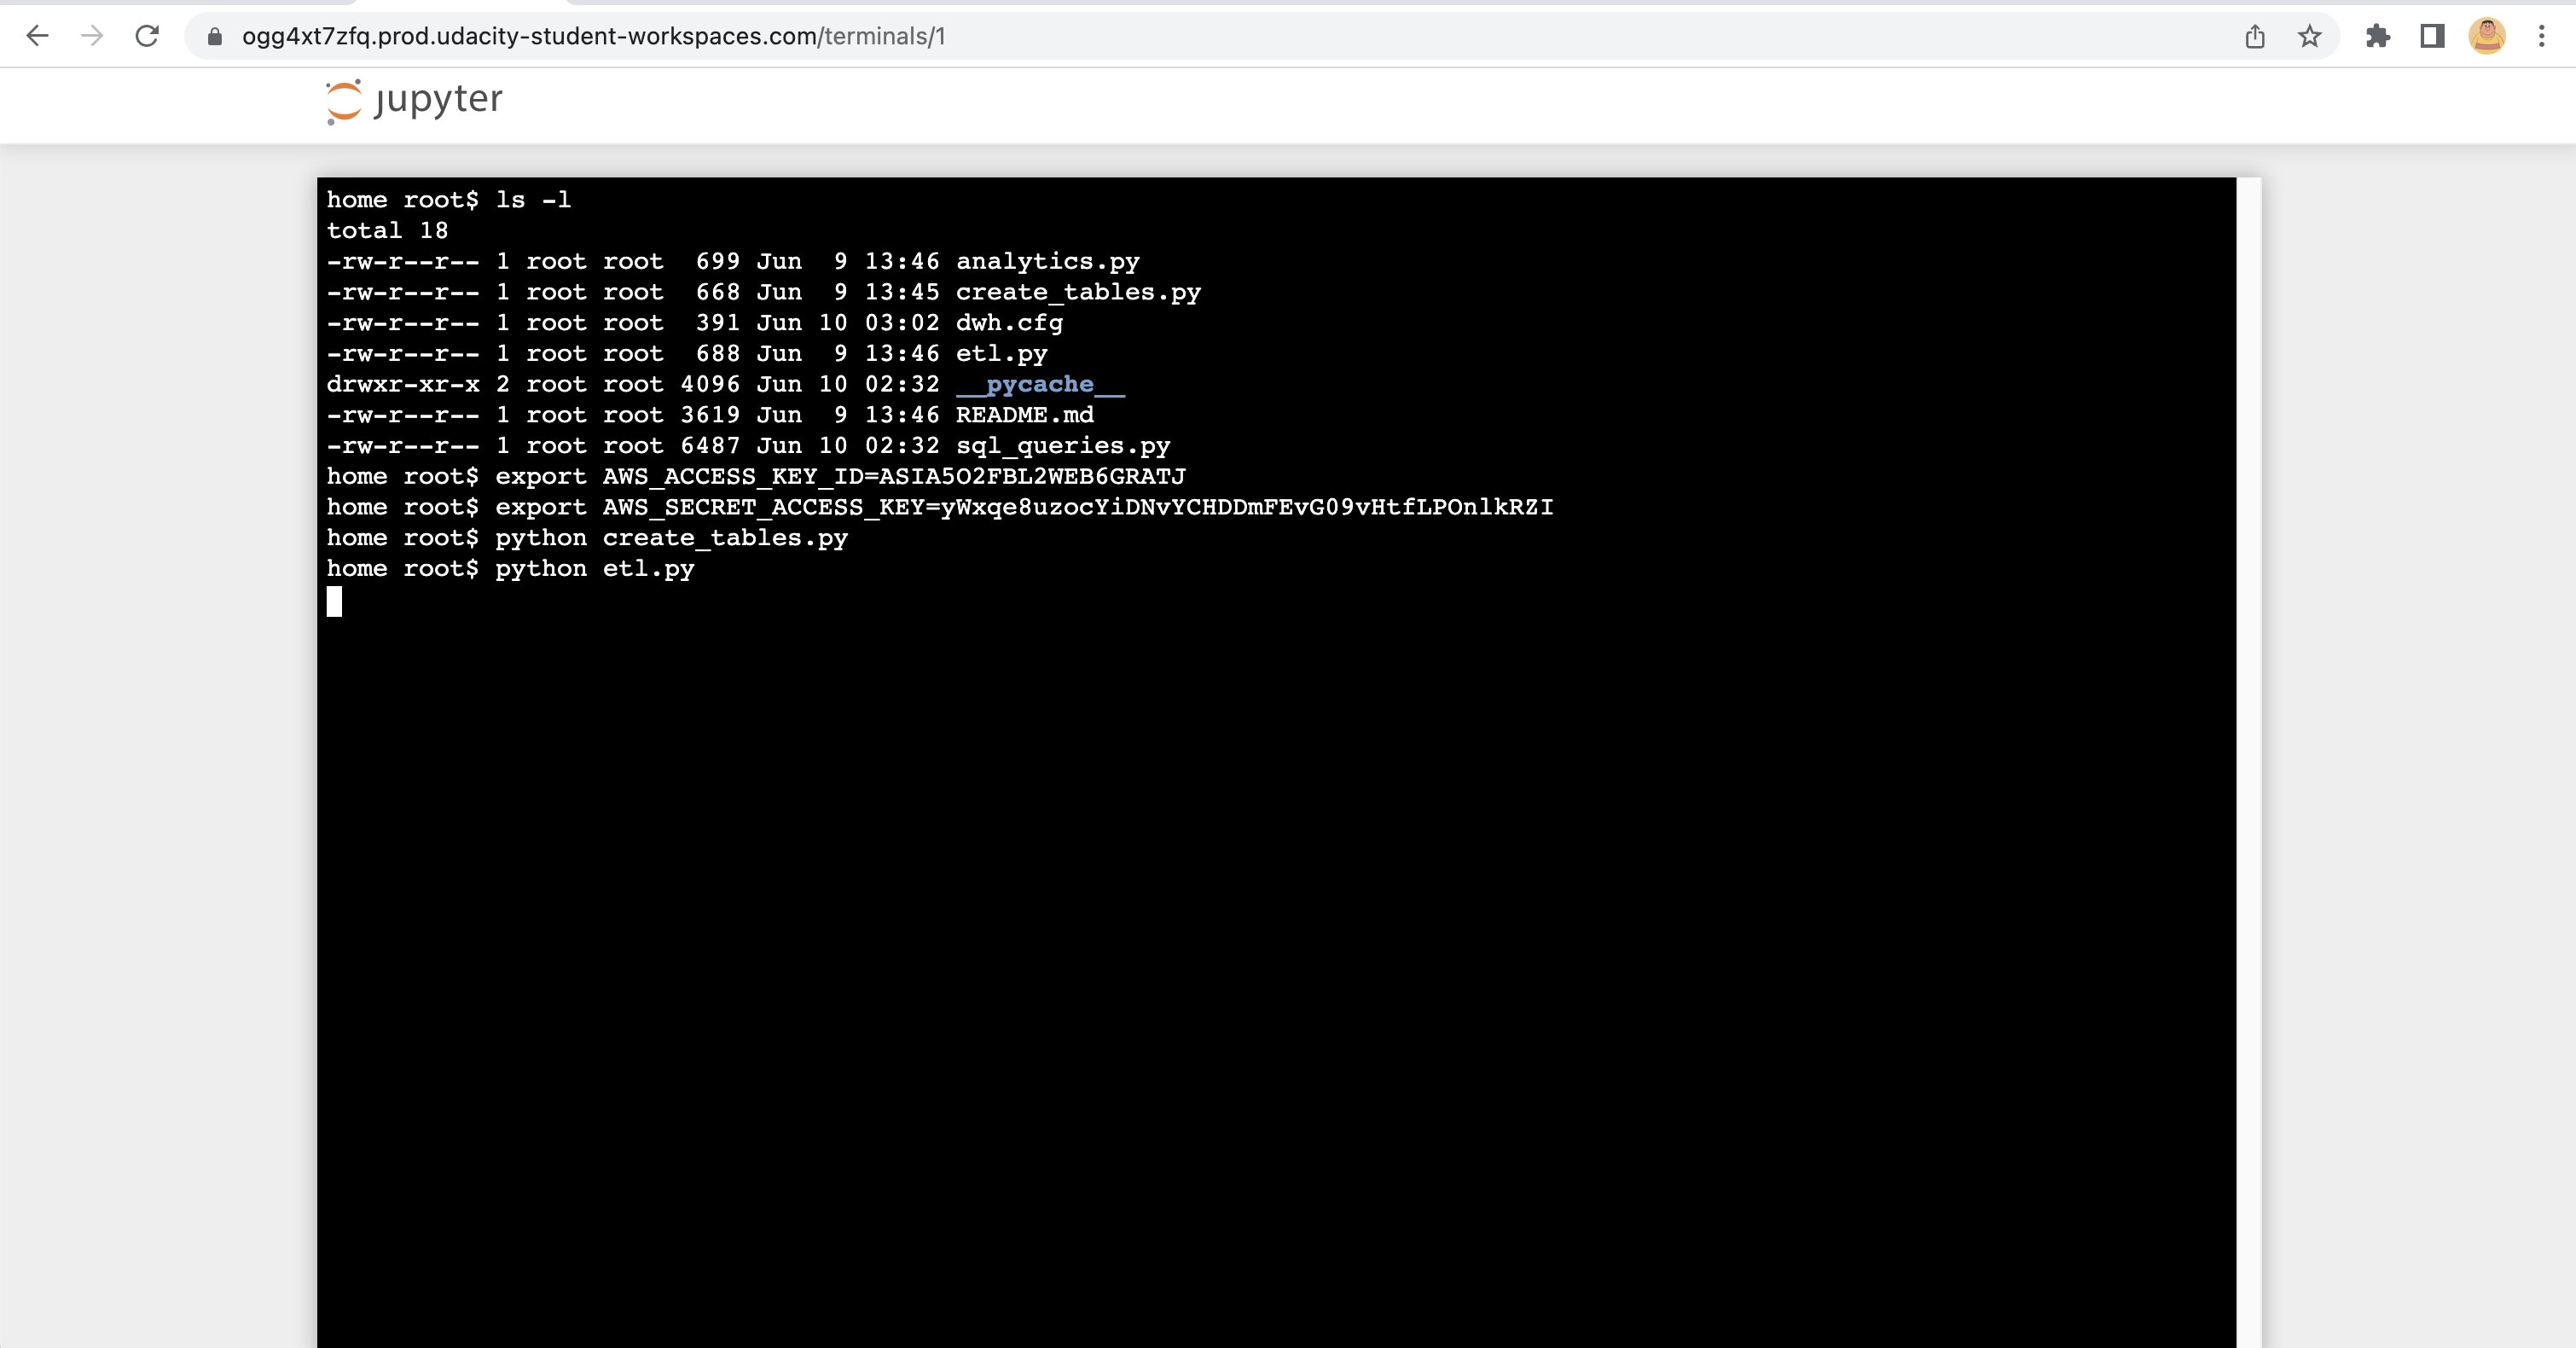 ogg4xt7zfq.prod.udacity-student-workspaces.com/terminals/1
jupyter
home root$ ls -l
total 18
-rw-r--r-- 1 root root  699 Jun  9 13:46 analytics.py
-rw-r--r-- 1 root root  668 Jun  9 13:45 create_tables.py
-rw-r--r-- 1 root root  391 Jun 10 03:02 dwh.cfg
-rw-r--r-- 1 root root  688 Jun  9 13:46 etl.py
drwxr-xr-x 2 root root 4096 Jun 10 02:32 __pycache__
-rw-r--r-- 1 root root 3619 Jun  9 13:46 README.md
-rw-r--r-- 1 root root 6487 Jun 10 02:32 sql_queries.py
home root$ export AWS_ACCESS_KEY_ID=ASIA5O2FBL2WEB6GRATJ
home root$ export AWS_SECRET_ACCESS_KEY=yWxqe8uzocYiDNvYCHDDmFEvG09vHtfLPOnlkRZI
home root$ python create_tables.py
home root$ python etl.py